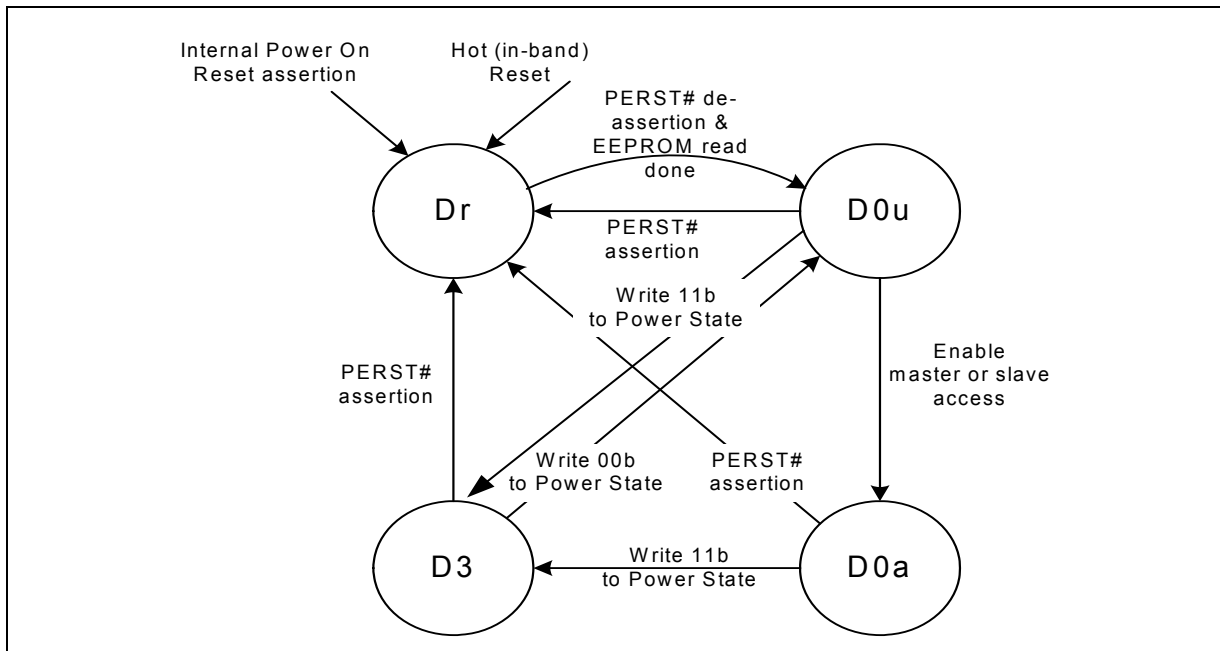 Internal Power On
Reset assertion
Hot (in-band)
Reset
PERST# de-
assertion &
EEPROM read
done
Dr
D0u
PERST#
assertion
Write 11b
to Power State
PERST#
assertion
Enable
master or slave
access
Write 00b
to Power State
PERST#
assertion
D3
Write 11b
to Power State
D0a